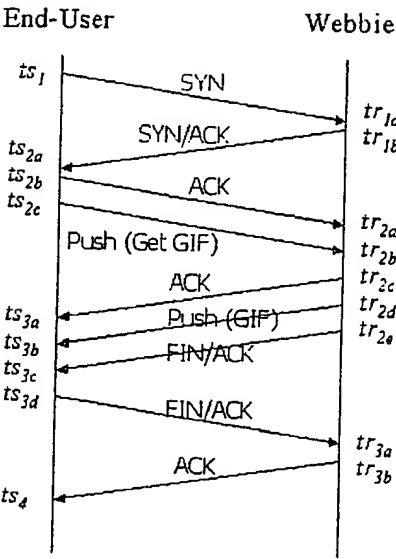 End-User Webbie
ts1
SYN
tr1a
SYN/ACK
tr1b
ts2a
ts2b
ACK
ts2c
tr2a
Push (Get GIF)
tr2b
ACK
tr2c
ts3a
Push (GIF)
tr2d
ts3b
FIN/ACK
tr2e
ts3c
ts3d
FIN/ACK
tr3a
ACK
tr3b
ts4